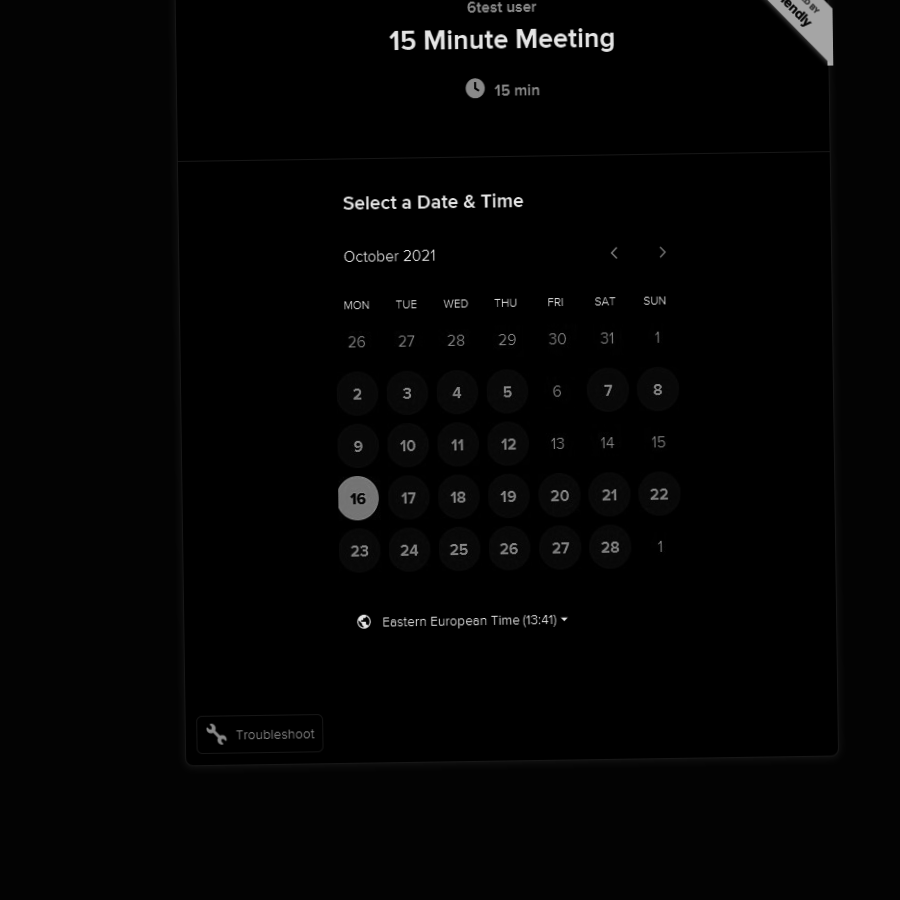 6test user
15 Minute Meeting
15 min
Select a Date & Time
October 2021
MON TUE WED THU FRI SAT SUN
26 27 28 29 30 31 1
2 3 4 5 6 7 8
9 10 11 12 13 14 15
16 17 18 19 20 21 22
23 24 25 26 27 28 1
Eastern European Time (13:41)
Troubleshoot